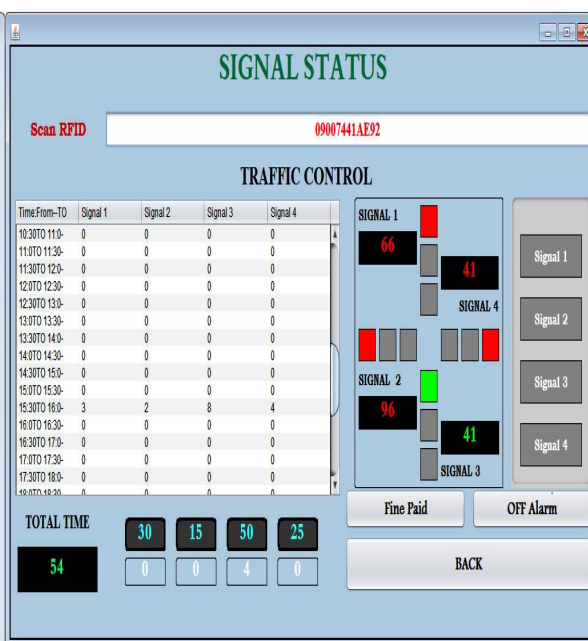 SIGNAL STATUS
Scan RFID 09007441AE92
TRAFFIC CONTROL
Time:From--TO Signal 1 Signal 2 Signal 3 Signal 4
10:30TO 11:0- 0 0 0 0
11:0TO 11:30- 0 0 0 0
11:30TO 12:0- 0 0 0 0
12:0TO 12:30- 0 0 0 0
12:30TO 13:0- 0 0 0 0
13:0TO 13:30- 0 0 0 0
13:30TO 14:0- 0 0 0 0
14:0TO 14:30- 0 0 0 0
14:30TO 15:0- 0 0 0 0
15:0TO 15:30- 0 0 0 0
15:30TO 16:0- 3 2 8 4
16:0TO 16:30- 0 0 0 0
16:30TO 17:0- 0 0 0 0
17:0TO 17:30- 0 0 0 0
17:30TO 18:0- 0 0 0 0
18:0TO 18:30 0 0 0 0
SIGNAL 1
66
41
SIGNAL 4
SIGNAL 2
96
41
SIGNAL 3
Signal 1
Signal 2
Signal 3
Signal 4
Fine Paid OFF Alarm
BACK
TOTAL TIME
54
30 15 50 25
0 0 4 0